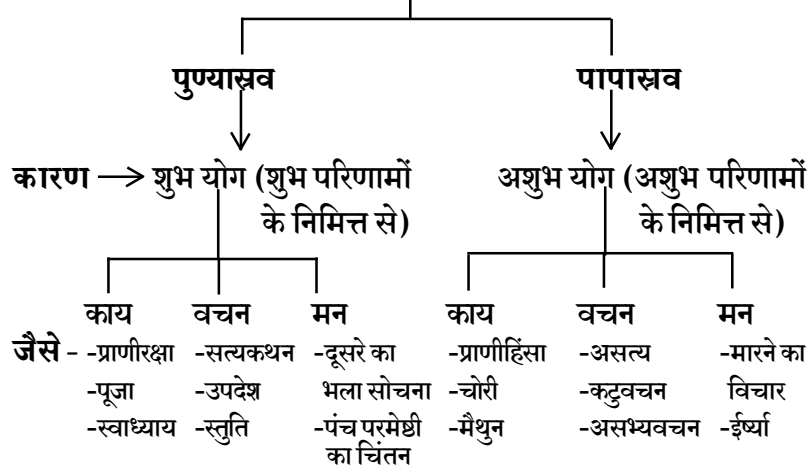 पुण्यास्रव पापास्रव
कारण → शुभ योग (शुभ परिणामों अशुभ योग (अशुभ परिणामों
के निमित्त से) के निमित्त से)
काय वचन मन काय वचन मन
जैसे - -प्राणीरक्षा -सत्यकथन -दूसरे का -प्राणीहिंसा -असत्य -मारने का
-पूजा -उपदेश भला सोचना -चोरी -कटुवचन विचार
-स्वाध्याय -स्तुति -पंच परमेष्ठी -मैथुन -असभ्यवचन -ईर्ष्या
का चिंतन